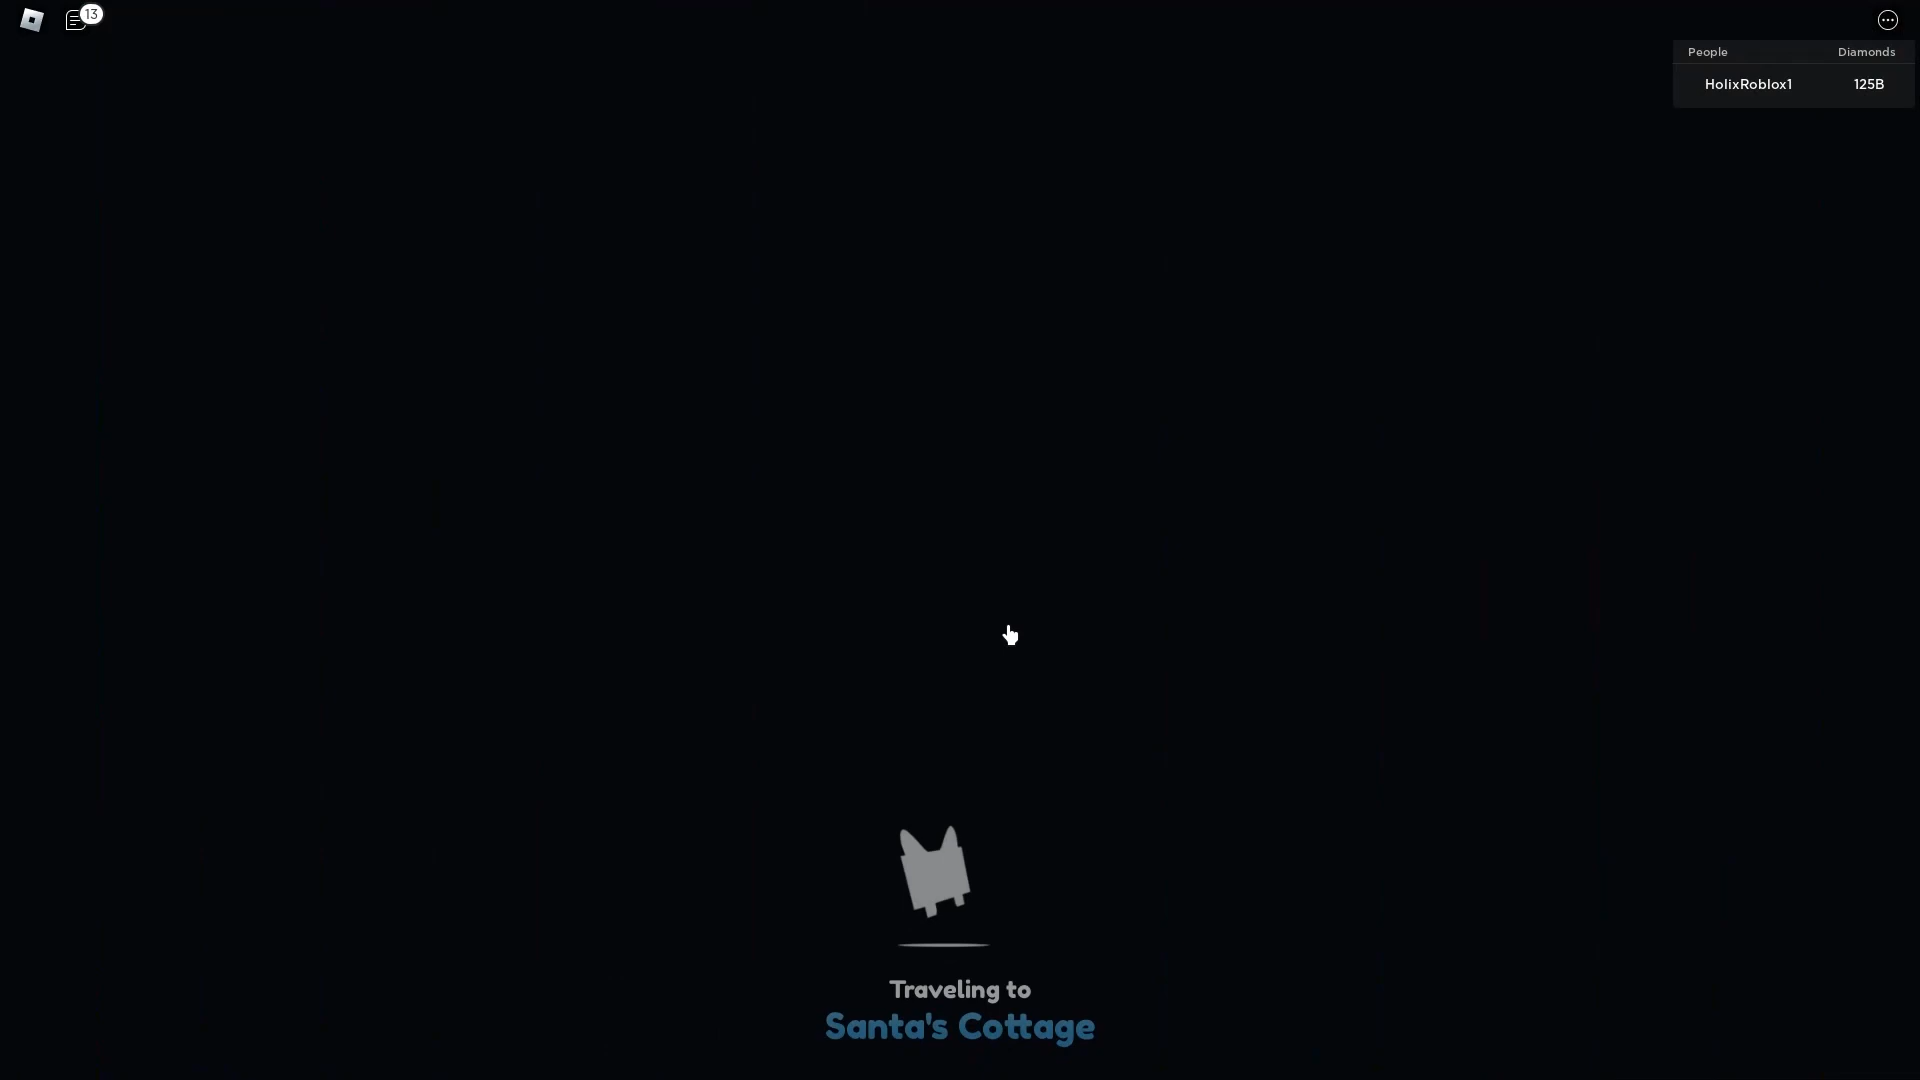 13
People Diamonds
HolixRoblox1 125B
Traveling to
Santa's Cottage